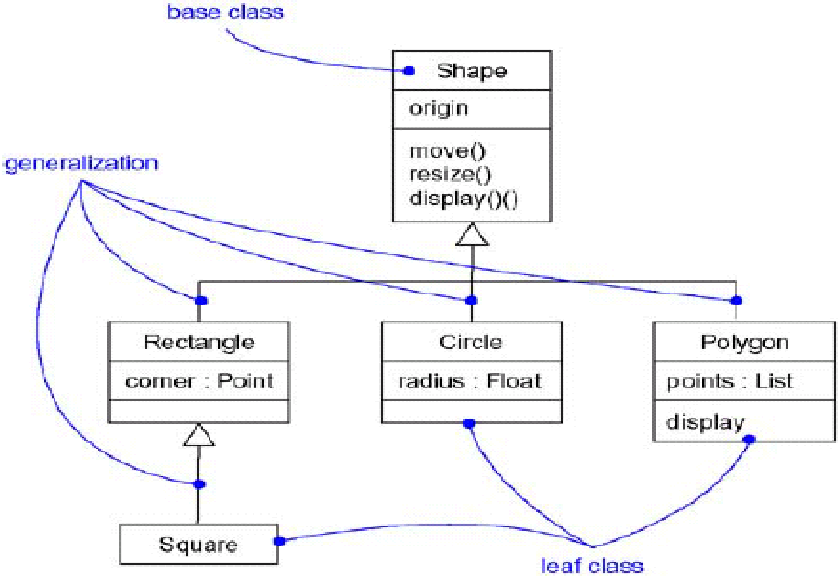 base class
Shape
origin
move()
resize()
display()()
generalization
Rectangle
corner : Point
Circle
radius : Float
Polygon
points : List
display
Square
leaf class